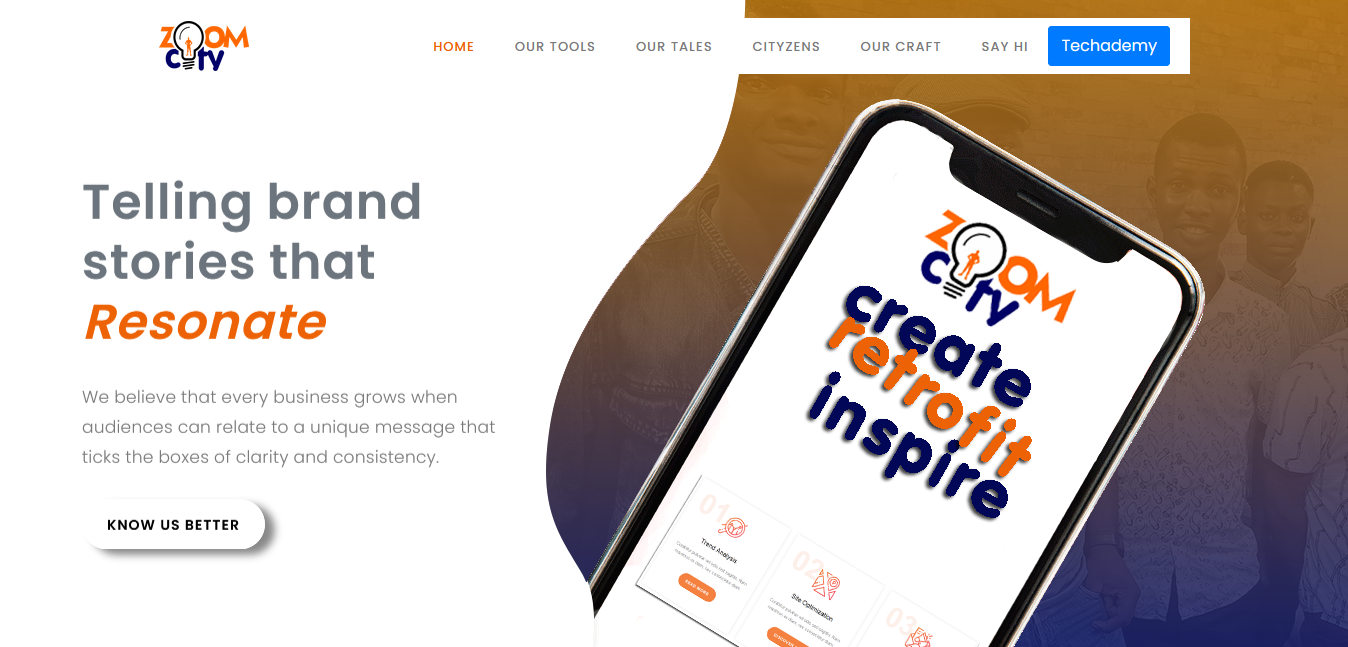 ZOOM
City
HOME
OUR TOOLS
OUR TALES
CITYZENS
OUR CRAFT
SAY HI
Techademy
Telling brand
stories that
Resonate
We believe that every business grows when
audiences can relate to a unique message that
ticks the boxes of clarity and consistency.
KNOW US BETTER
ZOOM
City
create
retrofit
inspire
01
Trend Analysis
READ MORE
02
Site Optimization
03